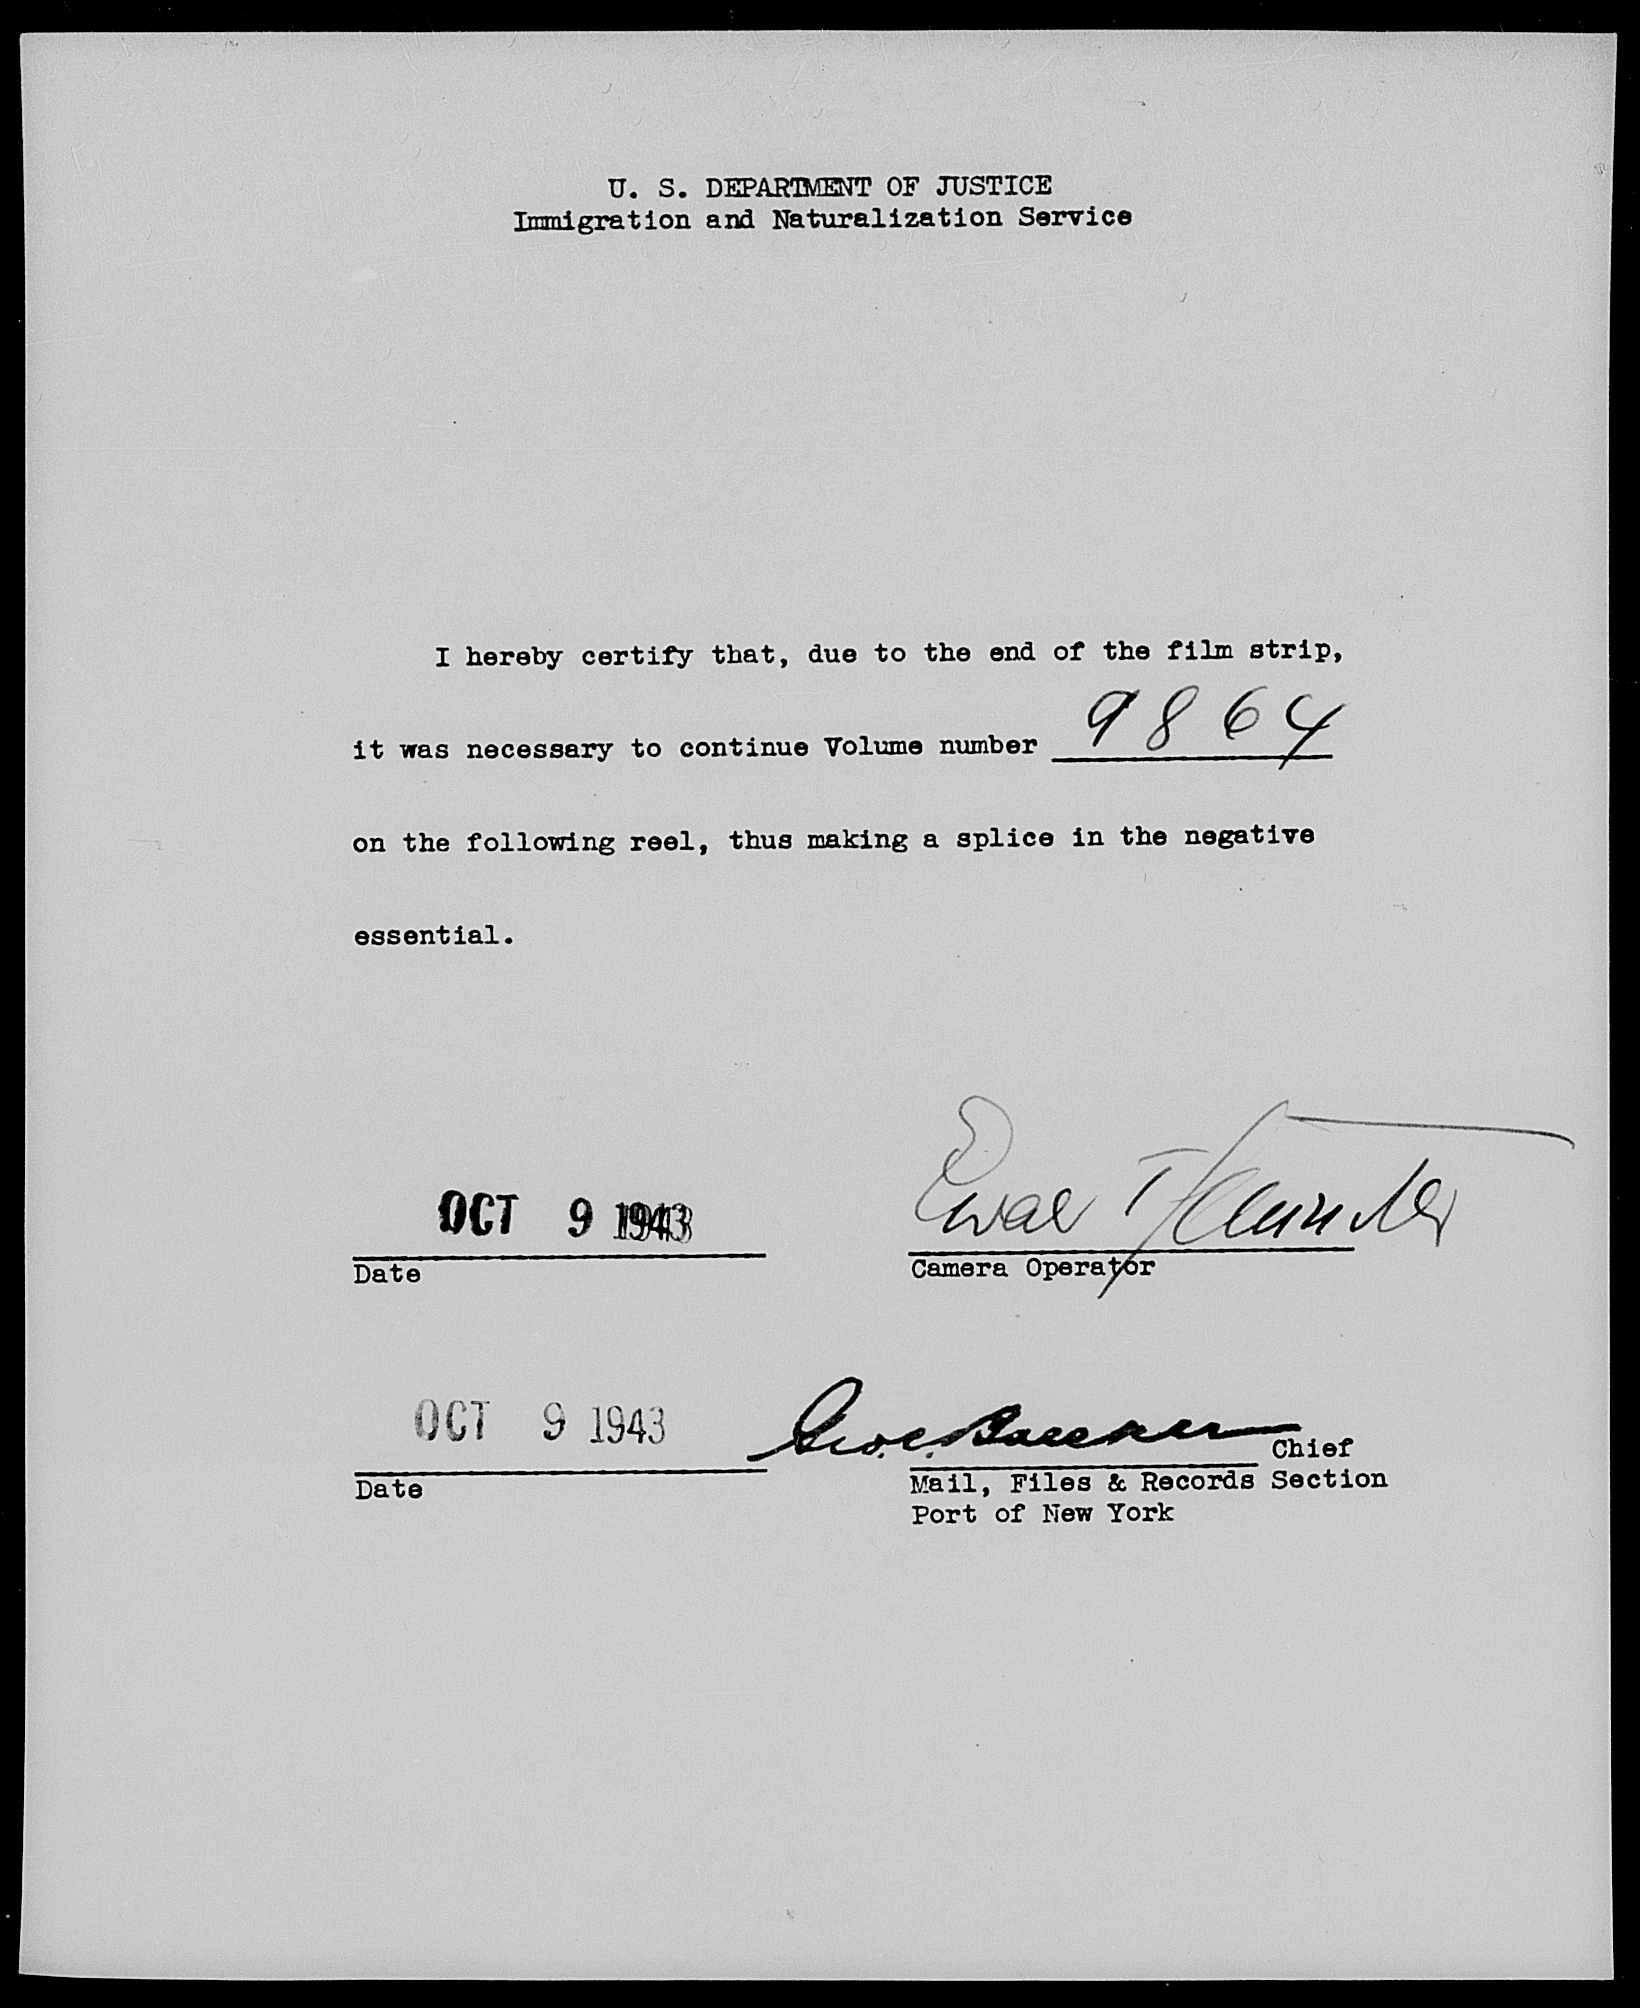 U. S. DEPARTMENT OF JUSTICE
Immigration and Naturalization Service
I hereby certify that, due to the end of the film strip,
it was necessary to continue Volume number 9864
on the following reel, thus making a splice in the negative
essential.
OCT 9 1943
Date
Camera Operator
OCT 9 1943
Date
Chief
Mail, Files & Records Section
Port of New York